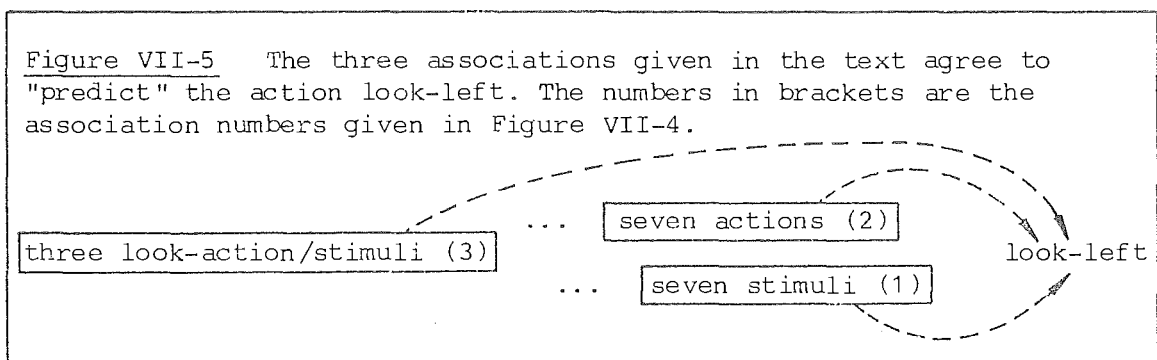 Figure VII-5 The three associations given in the text agree to
"predict" the action look-left. The numbers in brackets are the
association numbers given in Figure VII-4.
... seven actions (2)
three look-action/stimuli (3) look-left
... seven stimuli (1)